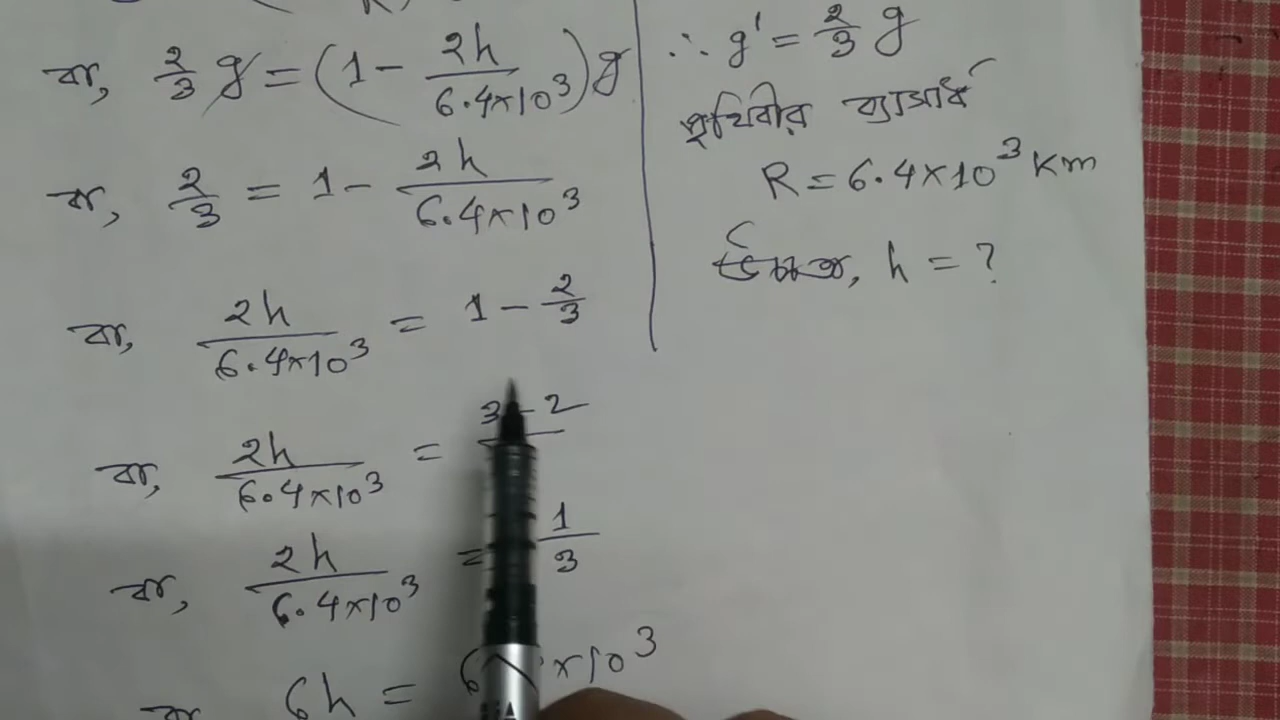 বা, 2/3 g = (1 - 2h/6.4×10³) g
বা, 2/3 = 1 - 2h/6.4×10³
বা, 2h/6.4×10³ = 1 - 2/3
বা, 2h/6.4×10³ = 3-2
বা, 2h/6.4×10³ = 1/3
বা 6h = 6 ×10³
∴ g' = 2/3 g
পৃথিবীর ব্যাসার্ধ
R = 6.4×10³ Km
h = ?